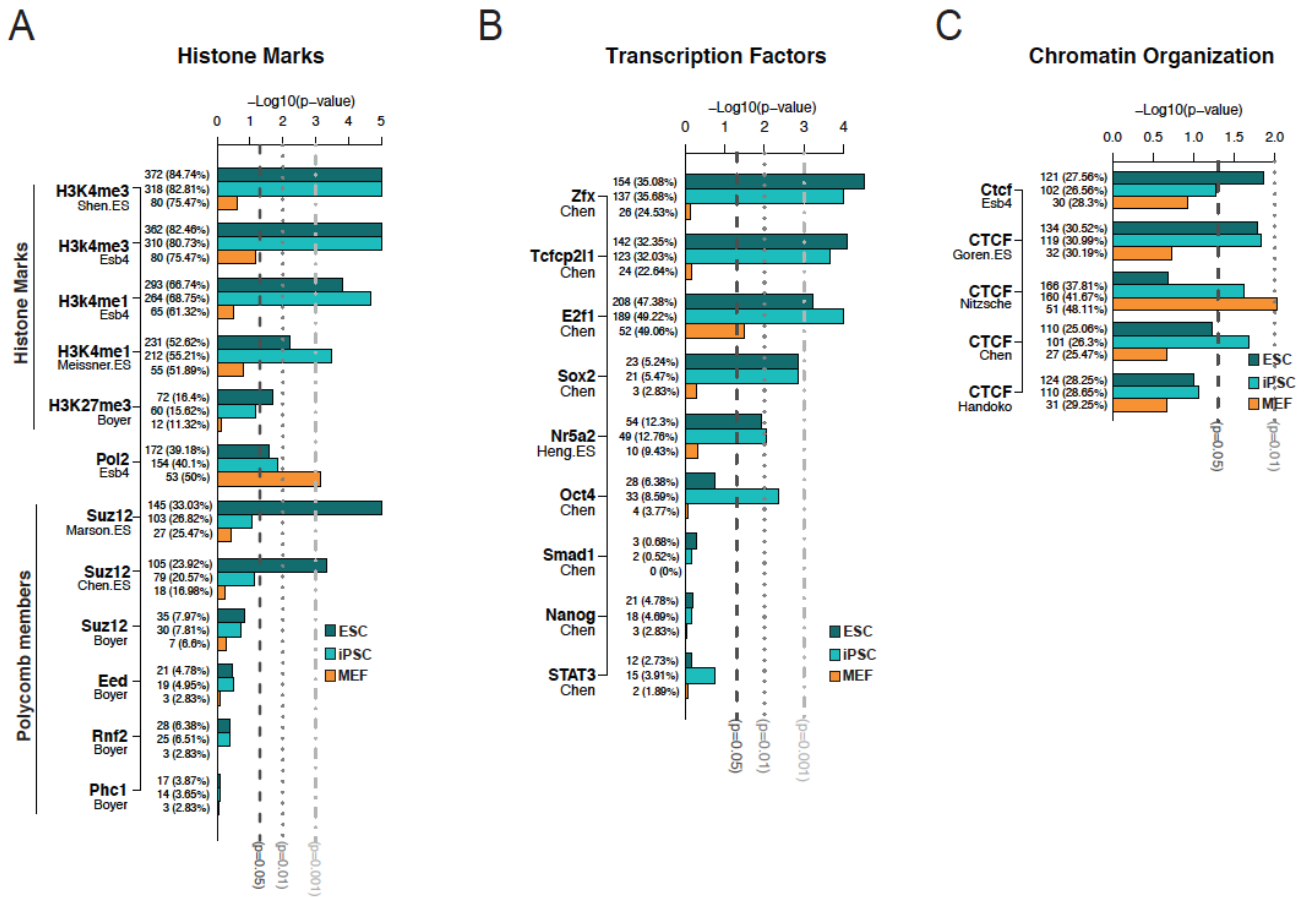 A
Histone Marks
−Log10(p−value)
0 1 2 3 4 5
Histone Marks
H3K4me3
Shen.ES
372 (84.74%)
318 (82.81%)
80 (75.47%)
H3k4me3
Esb4
362 (82.46%)
310 (80.73%)
80 (75.47%)
H3k4me1
Esb4
293 (66.74%)
264 (68.75%)
65 (61.32%)
H3K4me1
Meissner.ES
231 (52.62%)
212 (55.21%)
55 (51.89%)
H3K27me3
Boyer
72 (16.4%)
60 (15.62%)
12 (11.32%)
Pol2
Esb4
172 (39.18%)
154 (40.1%)
53 (50%)
Polycomb members
Suz12
Marson.ES
145 (33.03%)
103 (26.82%)
27 (25.47%)
Suz12
Chen.ES
105 (23.92%)
79 (20.57%)
18 (16.98%)
Suz12
Boyer
35 (7.97%)
30 (7.81%)
7 (6.6%)
Eed
Boyer
21 (4.78%)
19 (4.95%)
3 (2.83%)
Rnf2
Boyer
28 (6.38%)
25 (6.51%)
3 (2.83%)
Phc1
Boyer
17 (3.87%)
14 (3.65%)
3 (2.83%)
ESC
iPSC
MEF
(p=0.05)
(p=0.01)
(p=0.001)
B
Transcription Factors
−Log10(p−value)
0 1 2 3 4
Zfx
Chen
154 (35.08%)
137 (35.68%)
26 (24.53%)
Tcfcp2l1
Chen
142 (32.35%)
123 (32.03%)
24 (22.64%)
E2f1
Chen
208 (47.38%)
189 (49.22%)
52 (49.06%)
Sox2
Chen
23 (5.24%)
21 (5.47%)
3 (2.83%)
Nr5a2
Heng.ES
54 (12.3%)
49 (12.76%)
10 (9.43%)
Oct4
Chen
28 (6.38%)
33 (8.59%)
4 (3.77%)
Smad1
Chen
3 (0.68%)
2 (0.52%)
0 (0%)
Nanog
Chen
21 (4.78%)
18 (4.69%)
3 (2.83%)
STAT3
Chen
12 (2.73%)
15 (3.91%)
2 (1.89%)
ESC
iPSC
MEF
(p=0.05)
(p=0.01)
(p=0.001)
C
Chromatin Organization
−Log10(p−value)
0.0 0.5 1.0 1.5 2.0
Ctcf
Esb4
121 (27.56%)
102 (26.56%)
30 (28.3%)
CTCF
Goren.ES
134 (30.52%)
119 (30.99%)
32 (30.19%)
CTCF
Nitzsche
166 (37.81%)
160 (41.67%)
51 (48.11%)
CTCF
Chen
110 (25.06%)
101 (26.3%)
27 (25.47%)
CTCF
Handoko
124 (28.25%)
110 (28.65%)
31 (29.25%)
ESC
iPSC
MEF
(p=0.05)
(p=0.01)